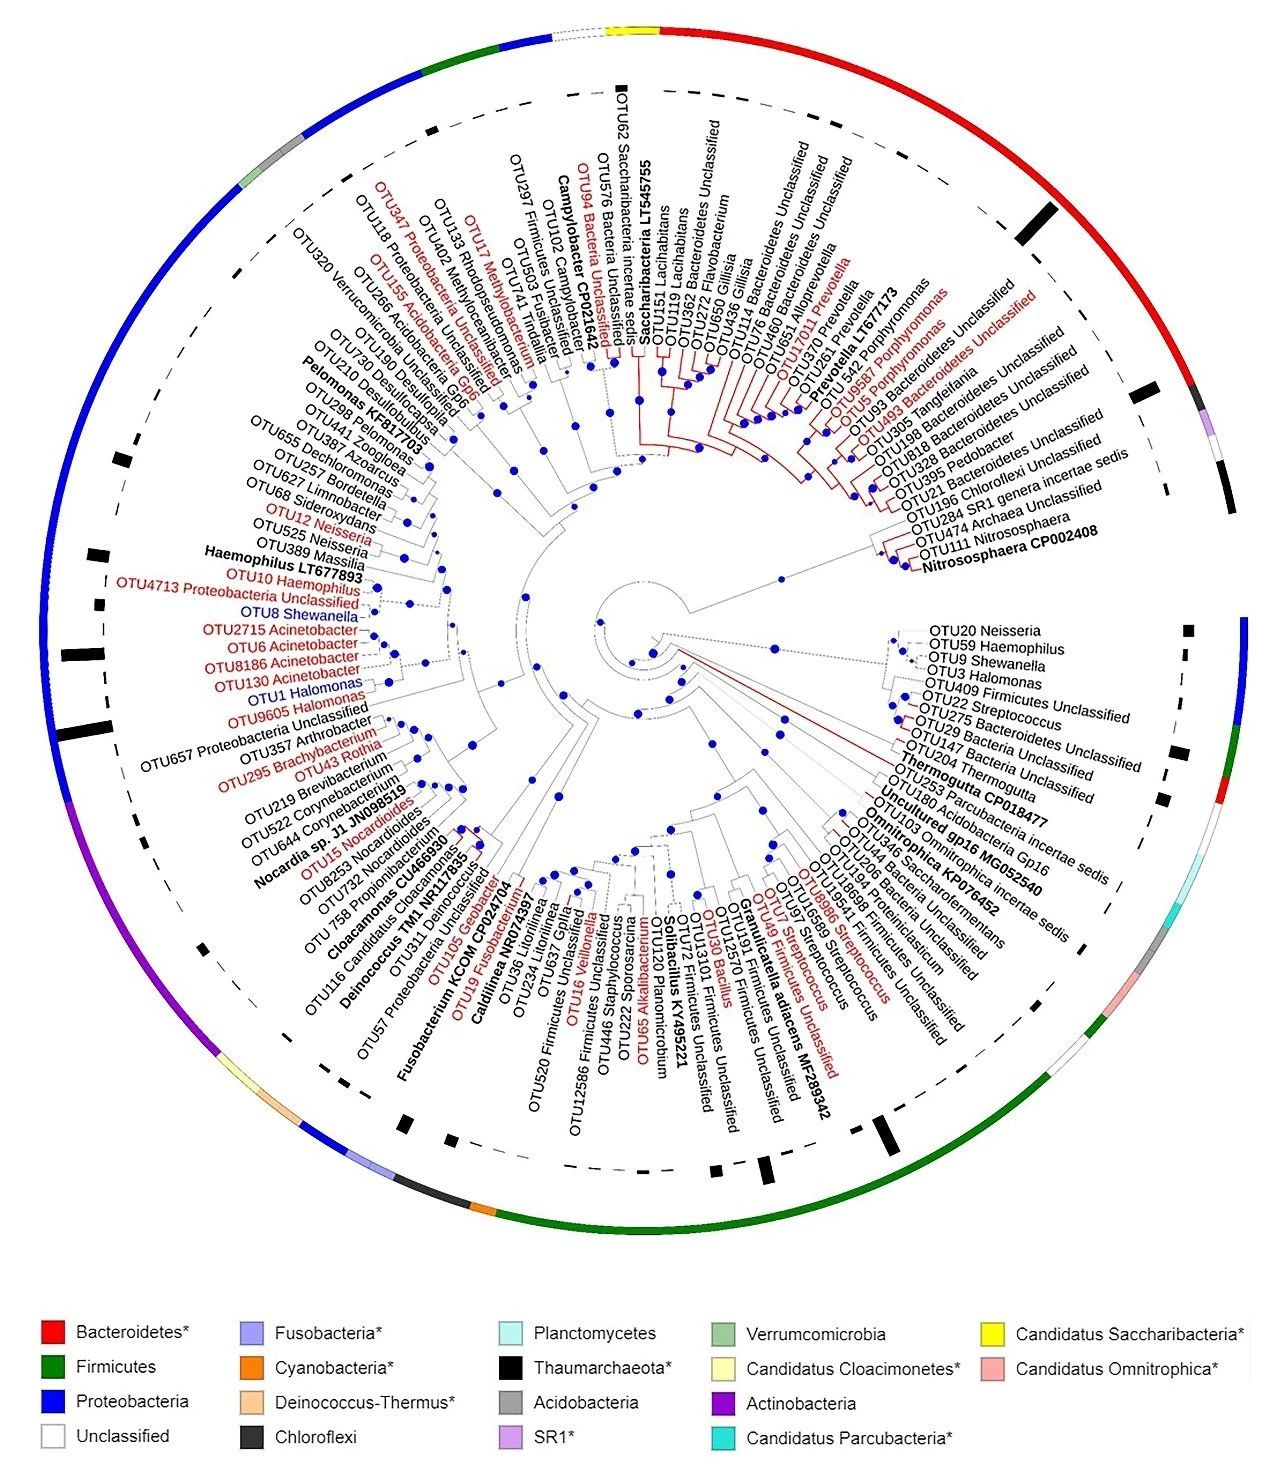 OTU62 Saccharibacteria incertae sedis
Saccharibacteria LT545755
OTU151 Lacihabitans
OTU119 Lacihabitans
OTU362 Bacteroidetes Unclassified
OTU272 Flavobacterium
OTU650 Gillisia
OTU436 Gillisia
OTU114 Bacteroidetes Unclassified
OTU76 Bacteroidetes Unclassified
OTU460 Bacteroidetes Unclassified
OTU651 Alloprevotella
OTU17011 Prevotella
OTU370 Prevotella
OTU261 Prevotella
Prevotella LT677173
OTU 542 Porphyromonas
OTU9587 Porphyromonas
OTU5 Porphyromonas
OTU93 Bacteroidetes Unclassified
OTU493 Bacteroidetes Unclassified
OTU305 Tangfeifania
OTU198 Bacteroidetes Unclassified
OTU818 Bacteroidetes Unclassified
OTU328 Bacteroidetes Unclassified
OTU395 Pedobacter
OTU21 Bacteroidetes Unclassified
OTU196 Chloroflexi Unclassified
OTU284 SR1 genera incertae sedis
OTU474 Archaea Unclassified
OTU111 Nitrososphaera
Nitrososphaera CP002408
OTU20 Neisseria
OTU59 Haemophilus
OTU9 Shewanella
OTU3 Halomonas
OTU409 Firmicutes Unclassified
OTU22 Streptococcus
OTU275 Bacteroidetes Unclassified
OTU29 Bacteria Unclassified
OTU147 Bacteria Unclassified
OTU204 Thermogutta
Thermogutta CP018477
OTU253 Parcubacteria incertae sedis
OTU180 Acidobacteria Gp16
Uncultured gp16 MG052540
OTU103 Omnitrophica incertae sedis
Omnitrophica KP076452
OTU346 Saccharofermentans
OTU44 Bacteria Unclassified
OTU206 Bacteria Unclassified
OTU194 Proteiniclasticum
OTU18698 Firmicutes Unclassified
OTU19541 Firmicutes Unclassified
OTU8986 Streptococcus
OTU16589 Streptococcus
OTU97 Streptococcus
OTU7 Streptococcus
OTU49 Firmicutes Unclassified
Granulicatella adiacens MF289342
OTU191 Firmicutes Unclassified
OTU12570 Firmicutes Unclassified
OTU30 Bacillus
OTU13101 Firmicutes Unclassified
OTU72 Firmicutes Unclassified
Solibacillus KY495221
OTU120 Planomicrobium
OTU65 Alkalibacterium
OTU222 Sporosarcina
OTU446 Staphylococcus
OTU12586 Firmicutes Unclassified
OTU16 Veillonella
OTU520 Firmicutes Unclassified
OTU637 GpIIa
OTU234 Litorilinea
OTU36 Litorilinea
Caldilinea NR074397
OTU19 Fusobacterium
Fusobacterium KCOM CP024704
OTU105 Geobacter
OTU57 Proteobacteria Unclassified
OTU311 Deinococcus
Deinococcus TM1 NR117835
OTU116 Candidatus Cloacamonas
Cloacamonas CU466930
OTU 758 Propionibacterium
OTU732 Nocardioides
OTU8253 Nocardioides
OTU15 Nocardioides
Nocardia sp. J1 JN098519
OTU644 Corynebacterium
OTU522 Corynebacterium
OTU219 Brevibacterium
OTU43 Rothia
OTU295 Brachybacterium
OTU357 Arthrobacter
OTU657 Proteobacteria Unclassified
OTU9605 Halomonas
OTU1 Halomonas
OTU130 Acinetobacter
OTU8186 Acinetobacter
OTU6 Acinetobacter
OTU2715 Acinetobacter
OTU8 Shewanella
OTU4713 Proteobacteria Unclassified
OTU10 Haemophilus
Haemophilus LT677893
OTU389 Massilia
OTU525 Neisseria
OTU12 Neisseria
OTU68 Sideroxydans
OTU627 Limnobacter
OTU257 Bordetella
OTU655 Dechloromonas
OTU387 Azoarcus
OTU441 Zoogloea
OTU298 Pelomonas
Pelomonas KF817703
OTU210 Desulfobulbus
OTU730 Desulfocapsa
OTU190 Desulfopila
OTU320 Verrucomicrobia Unclassified
OTU266 Acidobacteria Gp6
OTU155 Acidobacteria Gp6
OTU118 Proteobacteria Unclassified
OTU347 Proteobacteria Unclassified
OTU402 Methyloceanibacter
OTU133 Rhodopseudomonas
OTU17 Methylobacterium
OTU741 Tindallia
OTU503 Fusibacter
OTU297 Firmicutes Unclassified
OTU102 Campylobacter
Campylobacter CP021642
OTU94 Bacteria Unclassified
OTU576 Bacteria Unclassified
Bacteroidetes*
Firmicutes
Proteobacteria
Unclassified
Fusobacteria*
Cyanobacteria*
Deinococcus-Thermus*
Chloroflexi
Planctomycetes
Thaumarchaeota*
Acidobacteria
SR1*
Verrumcomicrobia
Candidatus Cloacimonetes*
Actinobacteria
Candidatus Parcubacteria*
Candidatus Saccharibacteria*
Candidatus Omnitrophica*